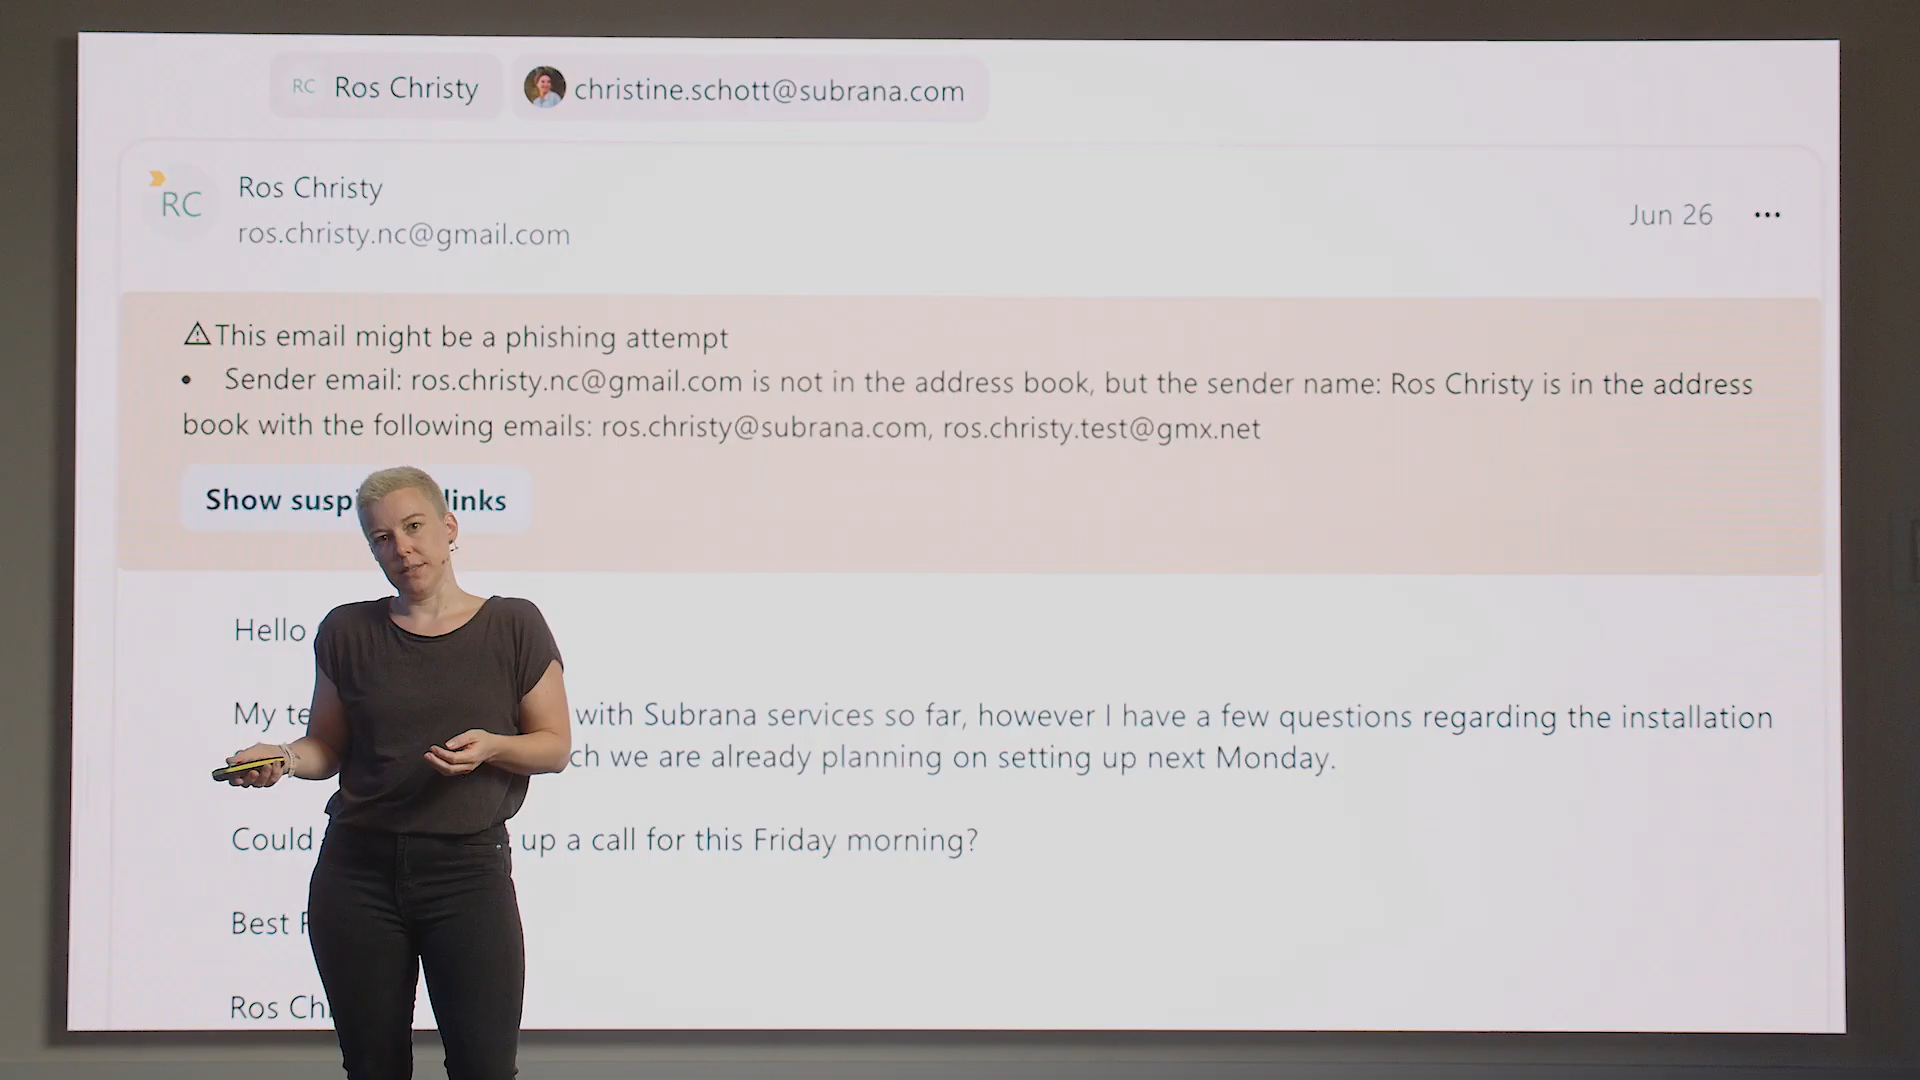 RC Ros Christy christine.schott@subrana.com
RC
Ros Christy
ros.christy.nc@gmail.com
Jun 26
⚠This email might be a phishing attempt
• Sender email: ros.christy.nc@gmail.com is not in the address book, but the sender name: Ros Christy is in the address
book with the following emails: ros.christy@subrana.com, ros.christy.test@gmx.net
Show links
Hello
My with Subrana services so far, however I have a few questions regarding the installation
we are already planning on setting up next Monday.
Could up a call for this Friday morning?
Best
Ros